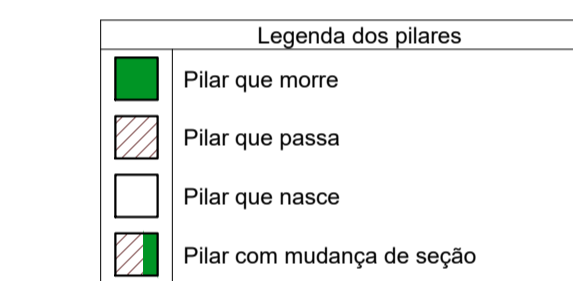 Legenda dos pilares
Pilar que morre
Pilar que passa
Pilar que nasce
Pilar com mudança de seção